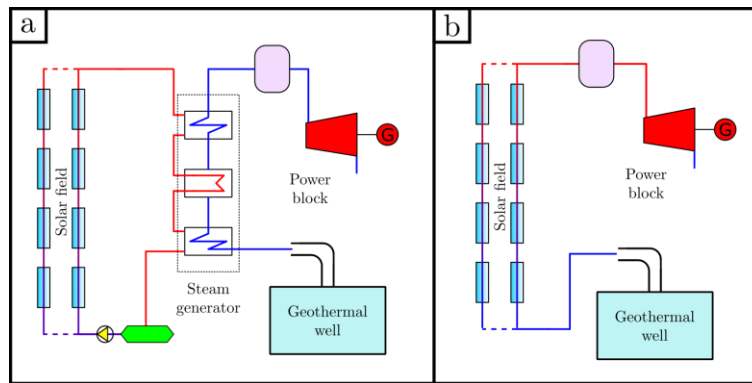 a
Solar field
Steam
generator
Power
block
G
Geothermal
well
b
Solar field
Power
block
G
Geothermal
well